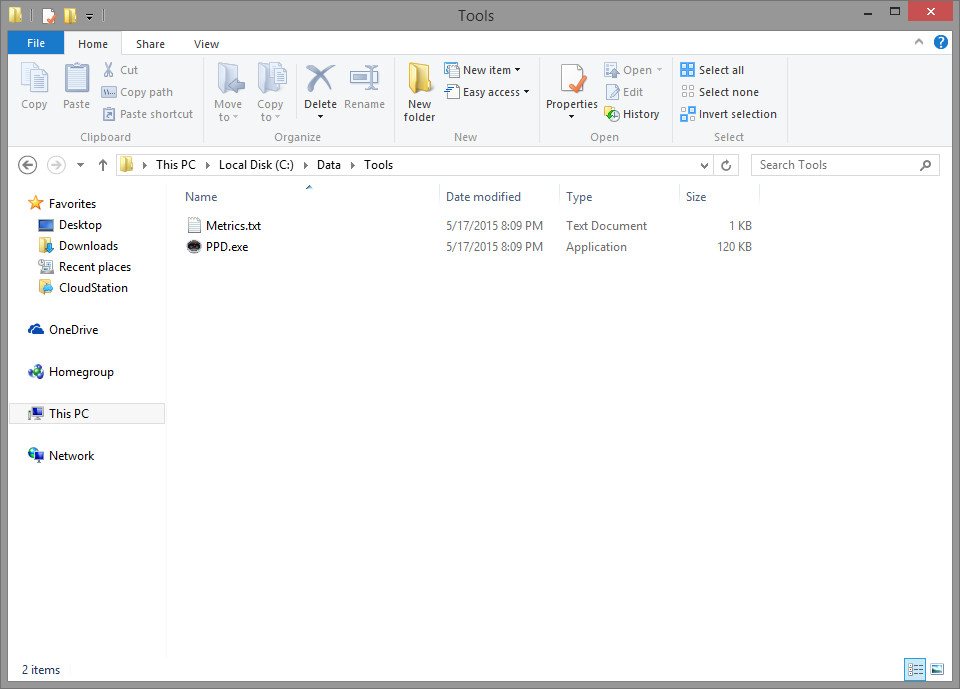 Tools
File Home Share View
Copy
Paste
Cut
Copy path
Paste shortcut
Clipboard
Move to
Copy to
Delete
Rename
Organize
New folder
New item
Easy access
New
Properties
Open
Edit
History
Open
Select all
Select none
Invert selection
Select
This PC Local Disk (C:) Data Tools
Search Tools
Favorites
Desktop
Downloads
Recent places
CloudStation
OneDrive
Homegroup
This PC
Network
Name Date modified Type Size
Metrics.txt 5/17/2015 8:09 PM Text Document 1 KB
PPD.exe 5/17/2015 8:09 PM Application 120 KB
2 items